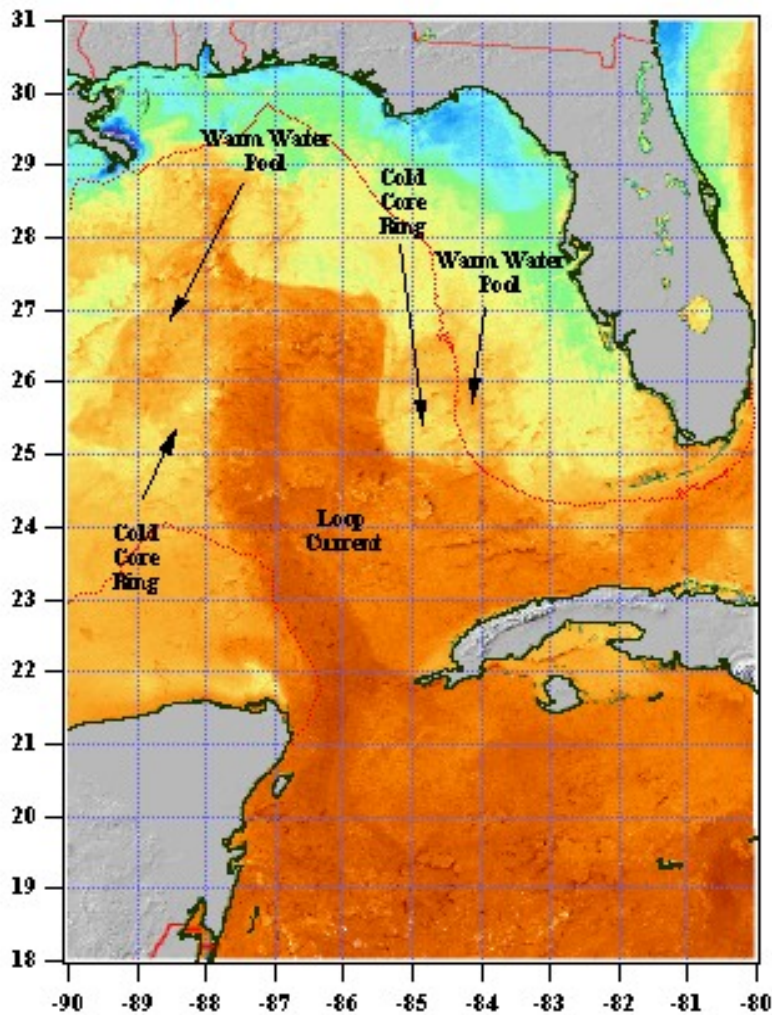 31
30
29
28
27
26
25
24
23
22
21
20
19
18
Warm Water
Pool
Cold
Core
Ring
Warm Water
Pool
Loop
Current
Cold
Core
Ring
-90
-89
-88
-87
-86
-85
-84
-83
-82
-81
-80